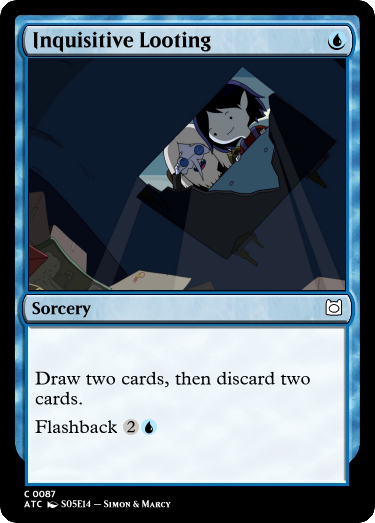 Inquisitive Looting
Sorcery
Draw two cards, then discard two
cards.
Flashback 2
C 0087
ATC S05E14 – Simon & Marcy